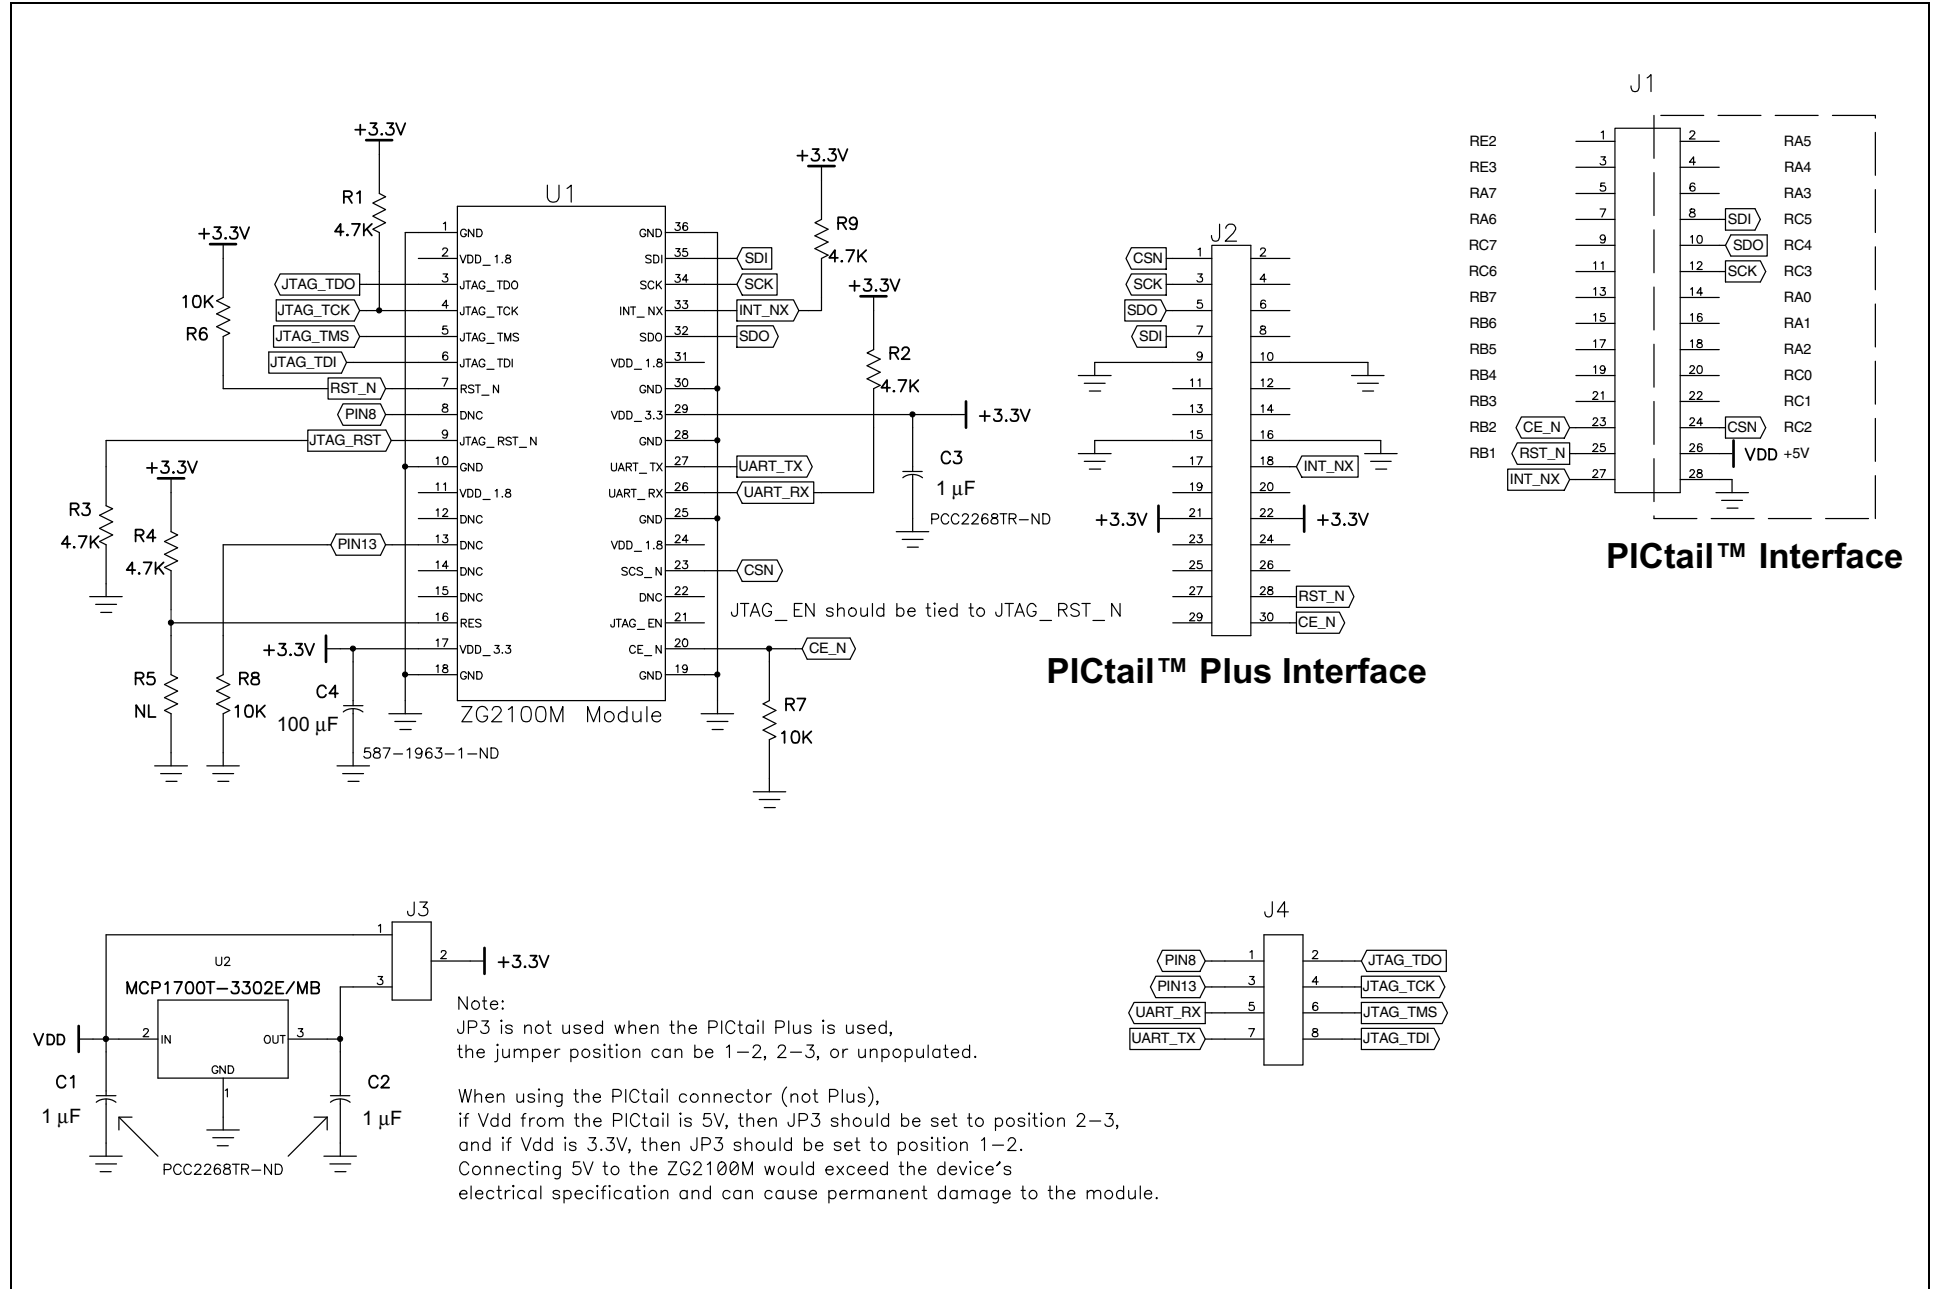 J1
1 2
RE2 RA5
3 4
RE3 RA4
5 6
RA7 RA3
7 8
RA6 SDI RC5
9 10
RC7 SDO RC4
11 12
RC6 SCK RC3
13 14
RB7 RA0
15 16
RB6 RA1
17 18
RB5 RA2
19 20
RB4 RC0
21 22
RB3 RC1
23 24
RB2 CE_N CSN RC2
25 26
RB1 RST_N VDD +5V
27 28
INT_NX
PICtail™ Interface
+3.3V
R1
4.7K
+3.3V
10K
R6
U1
1 GND
2 VDD_1.8
JTAG_TDO 3 JTAG_TDO
JTAG_TCK 4 JTAG_TCK
JTAG_TMS 5 JTAG_TMS
JTAG_TDI 6 JTAG_TDI
RST_N 7 RST_N
PIN8 8 DNC
JTAG_RST 9 JTAG_RST_N
10 GND
11 VDD_1.8
12 DNC
PIN13 13 DNC
14 DNC
15 DNC
16 RES
+3.3V 17 VDD_3.3
18 GND
GND 36
SDI 35 SDI
SCK 34 SCK
INT_NX 33 INT_NX
SDO 32 SDO
VDD_1.8 31
GND 30
VDD_3.3 29 +3.3V
GND 28
UART_TX 27 UART_TX
UART_RX 26 UART_RX
GND 25
VDD_1.8 24
SCS_N 23 CSN
DNC 22
JTAG_EN 21
CE_N 20 CE_N
GND 19
ZG2100M Module
JTAG_EN should be tied to JTAG_RST_N
+3.3V
R9
4.7K
+3.3V
R2
4.7K
C3
1 µF
PCC2268TR-ND
R3
4.7K
+3.3V
R4
4.7K
R5
NL
R8
10K
C4
100 µF
587-1963-1-ND
R7
10K
J2
CSN 1 2
SCK 3 4
SDO 5 6
SDI 7 8
9 10
11 12
13 14
15 16
17 18 INT_NX
19 20
+3.3V 21 22 +3.3V
23 24
25 26
27 28 RST_N
29 30 CE_N
PICtail™ Plus Interface
J3
1
2 +3.3V
3
U2
MCP1700T-3302E/MB
VDD 2 IN OUT 3
GND
1
C1
1 µF
C2
1 µF
PCC2268TR-ND
Note:
JP3 is not used when the PICtail Plus is used,
the jumper position can be 1-2, 2-3, or unpopulated.
When using the PICtail connector (not Plus),
if Vdd from the PICtail is 5V, then JP3 should be set to position 2-3,
and if Vdd is 3.3V, then JP3 should be set to position 1-2.
Connecting 5V to the ZG2100M would exceed the device's
electrical specification and can cause permanent damage to the module.
J4
PIN8 1 2 JTAG_TDO
PIN13 3 4 JTAG_TCK
UART_RX 5 6 JTAG_TMS
UART_TX 7 8 JTAG_TDI